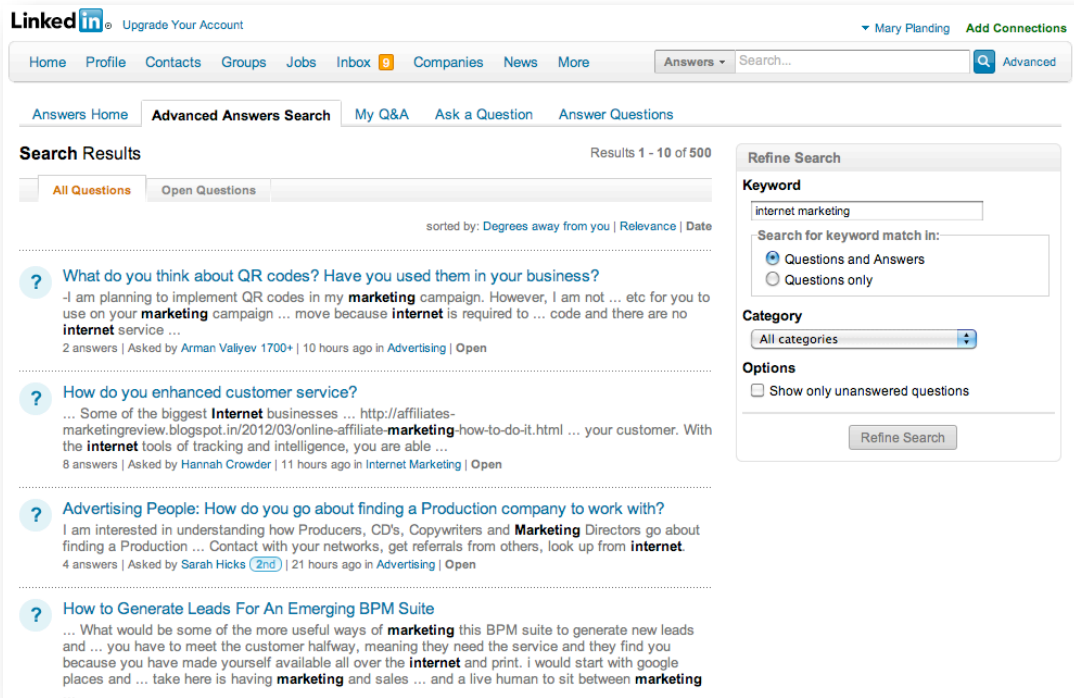 Linked in ® Upgrade Your Account
Mary Planding Add Connections
Home Profile Contacts Groups Jobs Inbox 9 Companies News More Answers Search... Advanced
Answers Home Advanced Answers Search My Q&A Ask a Question Answer Questions
Search Results Results 1 - 10 of 500
All Questions Open Questions
sorted by: Degrees away from you | Relevance | Date
? What do you think about QR codes? Have you used them in your business?
-I am planning to implement QR codes in my marketing campaign. However, I am not ... etc for you to
use on your marketing campaign ... move because internet is required to ... code and there are no
internet service ...
2 answers | Asked by Arman Valiyev 1700+ | 10 hours ago in Advertising | Open
? How do you enhanced customer service?
... Some of the biggest Internet businesses ... http://affiliates-
marketingreview.blogspot.in/2012/03/online-affiliate-marketing-how-to-do-it.html ... your customer. With
the internet tools of tracking and intelligence, you are able ...
8 answers | Asked by Hannah Crowder | 11 hours ago in Internet Marketing | Open
? Advertising People: How do you go about finding a Production company to work with?
I am interested in understanding how Producers, CD's, Copywriters and Marketing Directors go about
finding a Production ... Contact with your networks, get referrals from others, look up from internet.
4 answers | Asked by Sarah Hicks 2nd | 21 hours ago in Advertising | Open
? How to Generate Leads For An Emerging BPM Suite
... What would be some of the more useful ways of marketing this BPM suite to generate new leads
and ... you have to meet the customer halfway, meaning they need the service and they find you
because you have made yourself available all over the internet and print. i would start with google
places and ... take here is having marketing and sales ... and a live human to sit between marketing
Refine Search
Keyword
internet marketing
Search for keyword match in:
Questions and Answers
Questions only
Category
All categories
Options
Show only unanswered questions
Refine Search